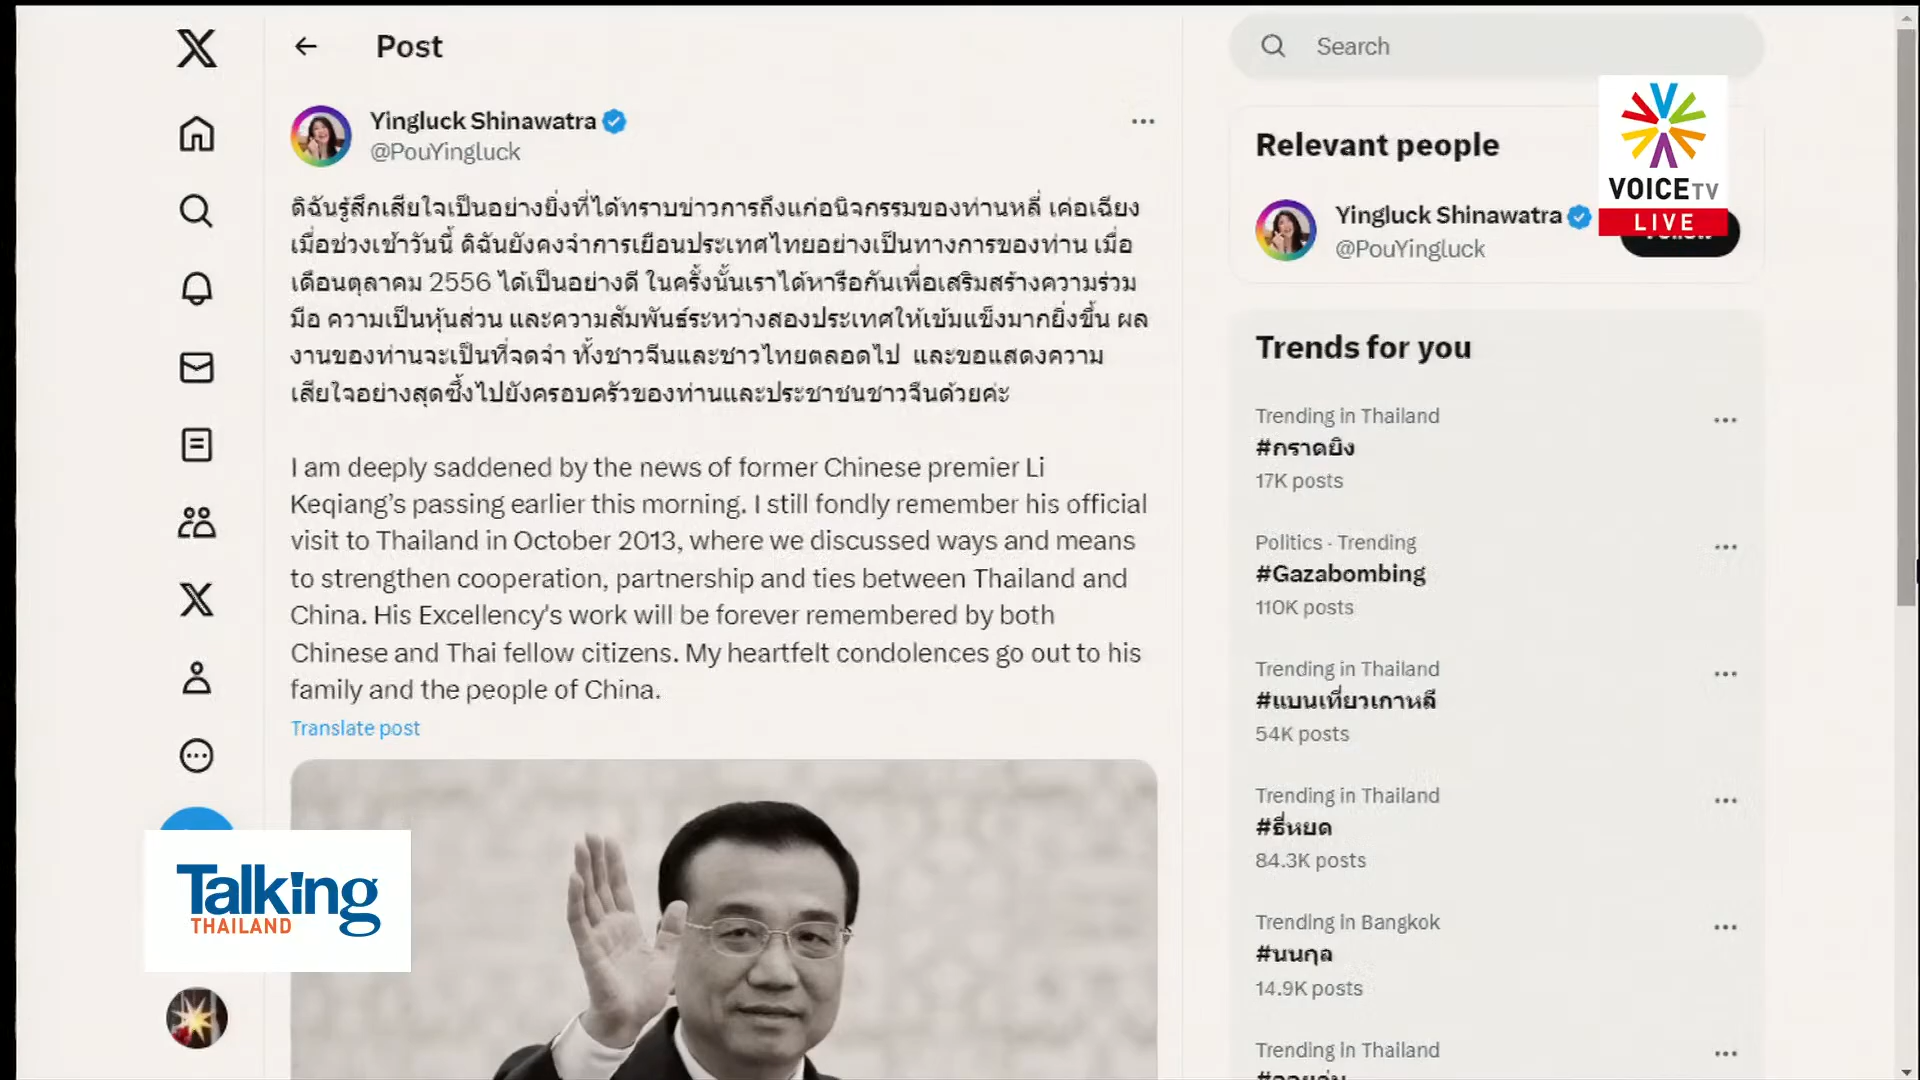 Post
Yingluck Shinawatra
@PouYingluck
ดิฉันรู้สึกเสียใจเป็นอย่างยิ่งที่ได้ทราบข่าวการถึงแก่อนิจกรรมของท่านหลี่ เค่อเฉียง
เมื่อช่วงเช้าวันนี้ ดิฉันยังคงจำการเยือนประเทศไทยอย่างเป็นทางการของท่าน เมื่อ
เดือนตุลาคม 2556 ได้เป็นอย่างดี ในครั้งนั้นเราได้หารือกันเพื่อเสริมสร้างความร่วม
มือ ความเป็นหุ้นส่วน และความสัมพันธ์ระหว่างสองประเทศให้เข้มแข็งมากยิ่งขึ้น ผล
งานของท่านจะเป็นที่จดจำ ทั้งชาวจีนและชาวไทยตลอดไป และขอแสดงความ
เสียใจอย่างสุดซึ้งไปยังครอบครัวของท่านและประชาชนชาวจีนด้วยค่ะ
I am deeply saddened by the news of former Chinese premier Li
Keqiang’s passing earlier this morning. I still fondly remember his official
visit to Thailand in October 2013, where we discussed ways and means
to strengthen cooperation, partnership and ties between Thailand and
China. His Excellency's work will be forever remembered by both
Chinese and Thai fellow citizens. My heartfelt condolences go out to his
family and the people of China.
Translate post
Talking
THAILAND
Search
VOICE TV
LIVE
Relevant people
Yingluck Shinawatra
@PouYingluck
Trends for you
Trending in Thailand
#กราดยิง
17K posts
Politics · Trending
#Gazabombing
110K posts
Trending in Thailand
#แบนเที่ยวเกาหลี
54K posts
Trending in Thailand
#ธี่หยด
84.3K posts
Trending in Bangkok
#นนกุล
14.9K posts
Trending in Thailand